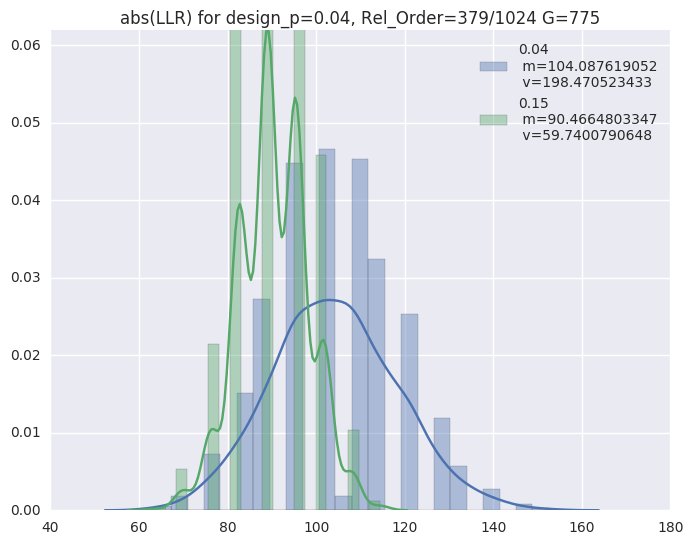 abs(LLR) for design_p=0.04, Rel_Order=379/1024 G=775
0.04
m=104.087619052
v=198.470523433
0.15
m=90.4664803347
v=59.7400790648
0.06
0.05
0.04
0.03
0.02
0.01
0.00
40 60 80 100 120 140 160 180